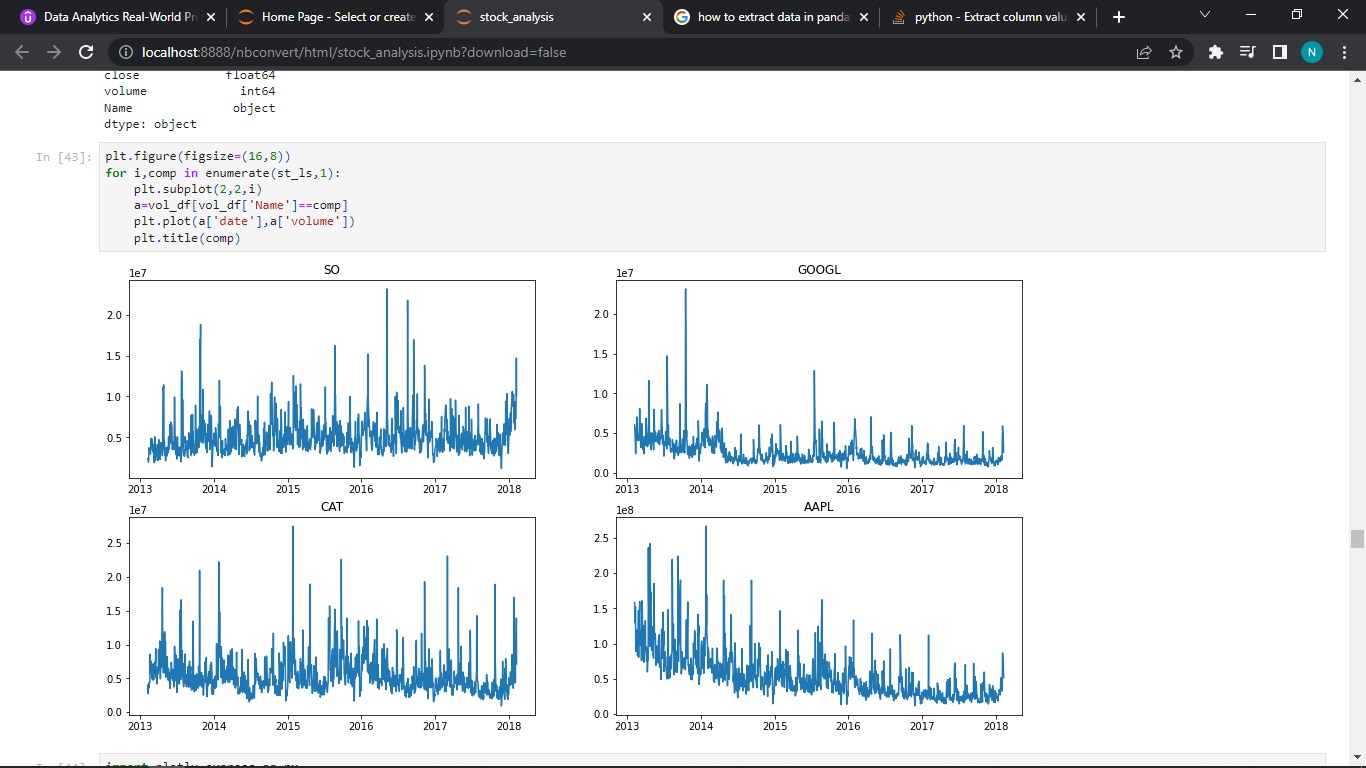 Data Analytics Real-World Pr
Home Page - Select or create
stock_analysis
how to extract data in panda
python - Extract column valu
localhost:8888/nbconvert/html/stock_analysis.ipynb?download=false
N
close float64
volume int64
Name object
dtype: object
In [43]:
plt.figure(figsize=(16,8))
for i,comp in enumerate(st_ls,1):
    plt.subplot(2,2,i)
    a=vol_df[vol_df['Name']==comp]
    plt.plot(a['date'],a['volume'])
    plt.title(comp)
SO
1e7
2.0
1.5
1.0
0.5
2013 2014 2015 2016 2017 2018
GOOGL
1e7
2.0
1.5
1.0
0.5
0.0
2013 2014 2015 2016 2017 2018
CAT
1e7
2.5
2.0
1.5
1.0
0.5
0.0
2013 2014 2015 2016 2017 2018
AAPL
1e8
2.5
2.0
1.5
1.0
0.5
0.0
2013 2014 2015 2016 2017 2018